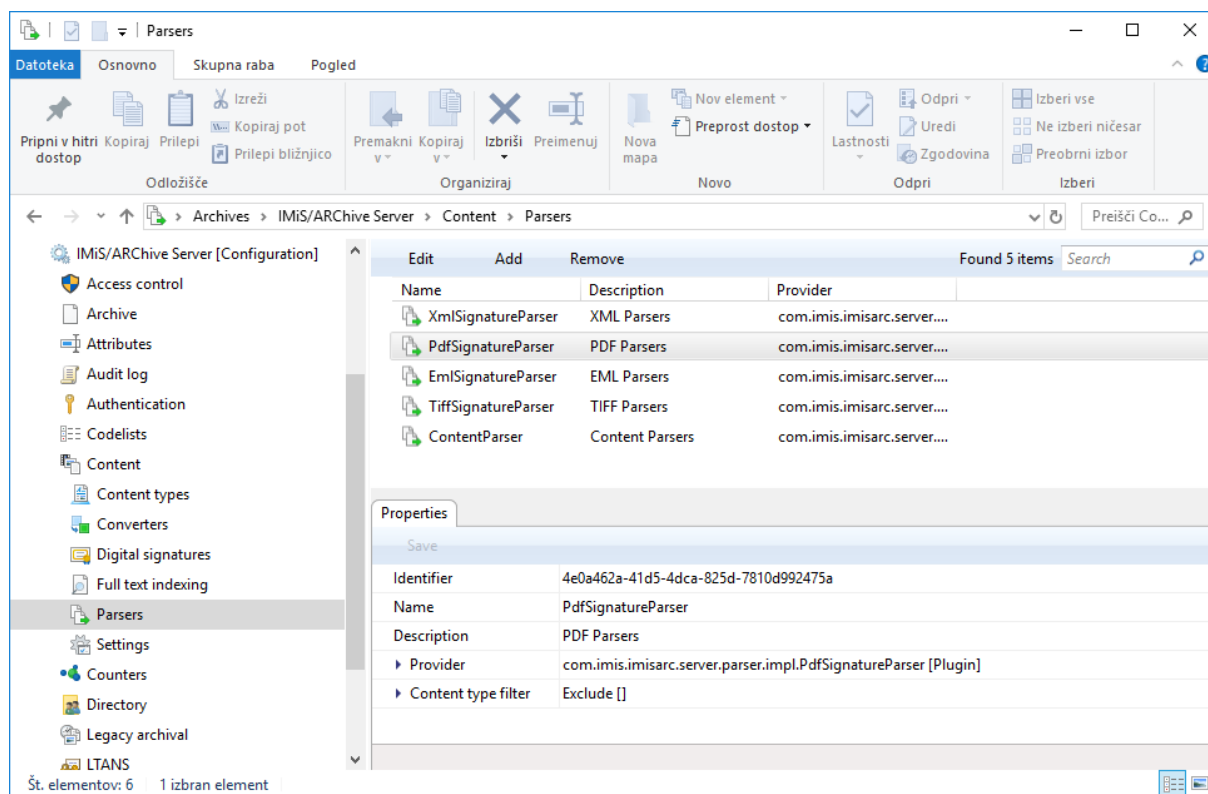 Parsers
Datoteka Osnovno Skupna raba Pogled
Pripni v hitri dostop Kopiraj Prilepi Izreži
Kopiraj pot
Prilepi bližnjico
Odložišče
Premakni v Kopiraj v Izbriši Preimenuj
Organiziraj
Nova mapa Nov element
Preprost dostop
Novo
Lastnosti Odpri
Uredi
Zgodovina
Odpri
Izberi vse
Ne izberi ničesar
Preobrni izbor
Izberi
Archives > IMiS/ARChive Server > Content > Parsers Preišči Co...
IMiS/ARChive Server [Configuration]
Access control
Archive
Attributes
Audit log
Authentication
Codelists
Content
Content types
Converters
Digital signatures
Full text indexing
Parsers
Settings
Counters
Directory
Legacy archival
LTANS
Edit Add Remove Found 5 items Search
Name Description Provider
XmlSignatureParser XML Parsers com.imis.imisarc.server....
PdfSignatureParser PDF Parsers com.imis.imisarc.server....
EmlSignatureParser EML Parsers com.imis.imisarc.server....
TiffSignatureParser TIFF Parsers com.imis.imisarc.server....
ContentParser Content Parsers com.imis.imisarc.server....
Properties
Save
Identifier 4e0a462a-41d5-4dca-825d-7810d992475a
Name PdfSignatureParser
Description PDF Parsers
Provider com.imis.imisarc.server.parser.impl.PdfSignatureParser [Plugin]
Content type filter Exclude []
Št. elementov: 6 1 izbran element